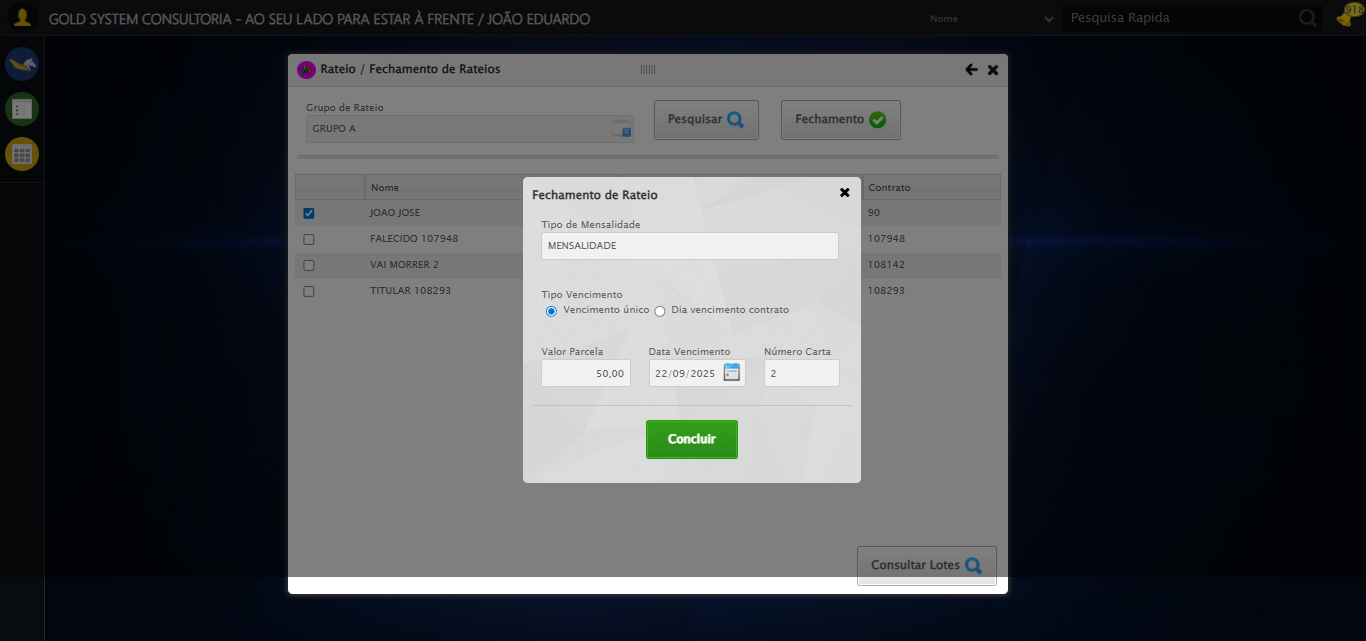 GOLD SYSTEM CONSULTORIA - AO SEU LADO PARA ESTAR À FRENTE / JOÃO EDUARDO
Nome
Pesquisa Rapida
918
Rateio / Fechamento de Rateios
Grupo de Rateio
GRUPO A
Pesquisar
Fechamento
Nome
Contrato
JOAO JOSE
90
FALECIDO 107948
107948
VAI MORRER 2
108142
TITULAR 108293
108293
Fechamento de Rateio
Tipo de Mensalidade
MENSALIDADE
Tipo Vencimento
Vencimento único
Dia vencimento contrato
Valor Parcela
Data Vencimento
Número Carta
50,00
22/09/2025
2
Concluir
Consultar Lotes